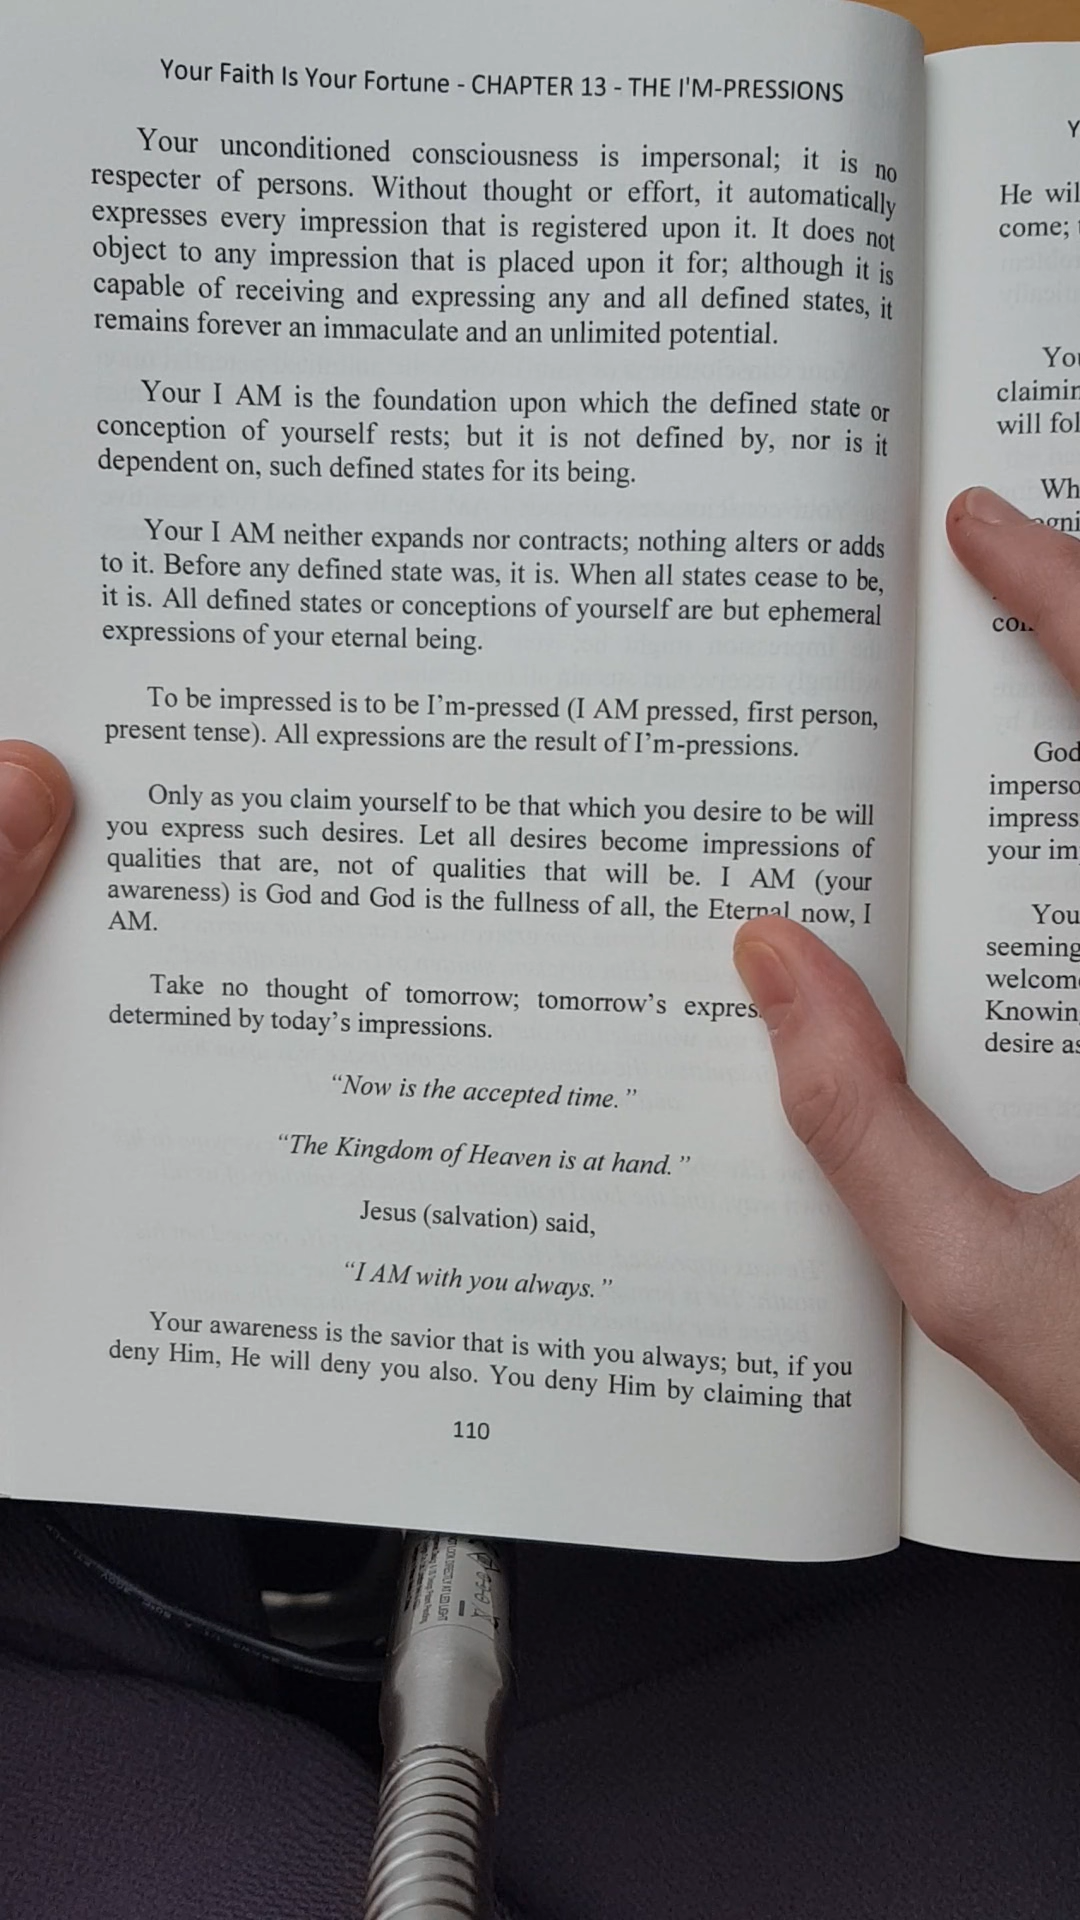 Your Faith Is Your Fortune - CHAPTER 13 - THE I'M-PRESSIONS
Your unconditioned consciousness is impersonal; it is no
respecter of persons. Without thought or effort, it automatically
expresses every impression that is registered upon it. It does not
object to any impression that is placed upon it for; although it is
capable of receiving and expressing any and all defined states, it
remains forever an immaculate and an unlimited potential.
Your I AM is the foundation upon which the defined state or
conception of yourself rests; but it is not defined by, nor is it
dependent on, such defined states for its being.
Your I AM neither expands nor contracts; nothing alters or adds
to it. Before any defined state was, it is. When all states cease to be,
it is. All defined states or conceptions of yourself are but ephemeral
expressions of your eternal being.
To be impressed is to be I’m-pressed (I AM pressed, first person,
present tense). All expressions are the result of I’m-pressions.
Only as you claim yourself to be that which you desire to be will
you express such desires. Let all desires become impressions of
qualities that are, not of qualities that will be. I AM (your
awareness) is God and God is the fullness of all, the Eternal now, I
AM.
Take no thought of tomorrow; tomorrow’s expres
determined by today’s impressions.
“Now is the accepted time.”
“The Kingdom of Heaven is at hand.”
Jesus (salvation) said,
“I AM with you always.”
Your awareness is the savior that is with you always; but, if you
deny Him, He will deny you also. You deny Him by claiming that
110
Y
He wil
come;
You
claimin
will fol
Wh
ogni
con
God
imperso
impress
your im
You
seeming
welcome
Knowin
desire as